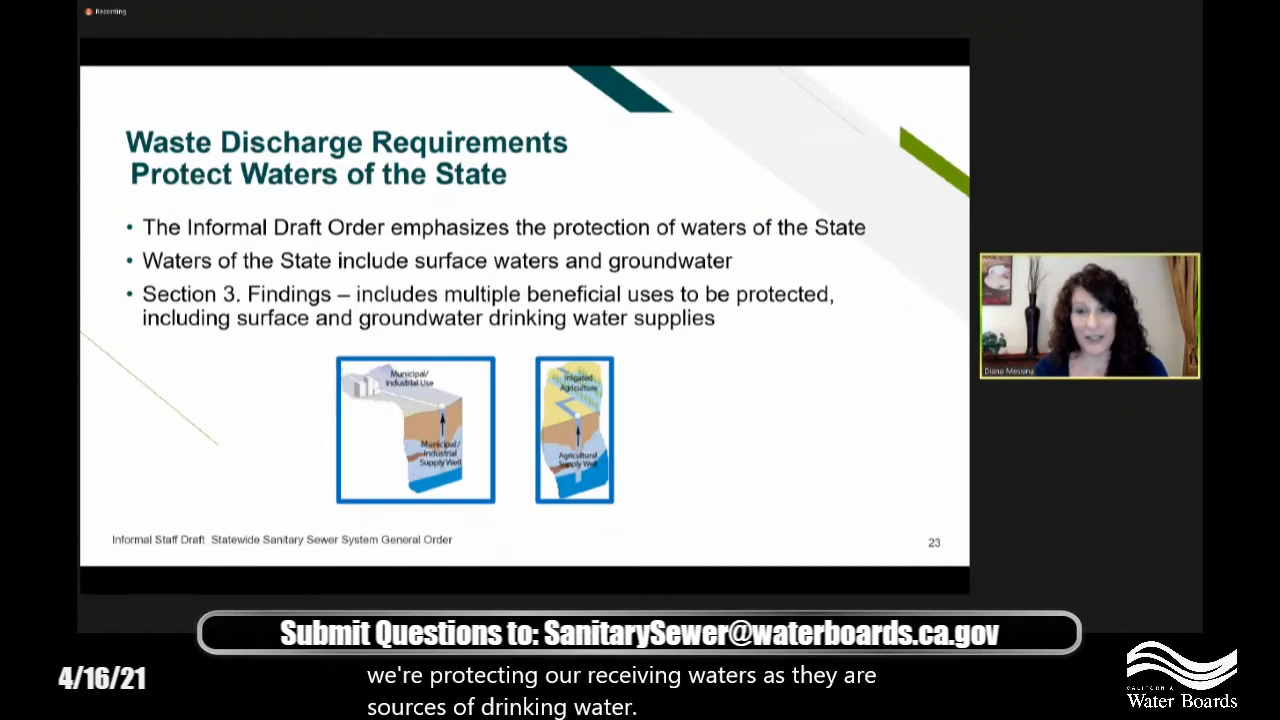 Recording
Waste Discharge Requirements
Protect Waters of the State
• The Informal Draft Order emphasizes the protection of waters of the State
• Waters of the State include surface waters and groundwater
• Section 3. Findings – includes multiple beneficial uses to be protected,
including surface and groundwater drinking water supplies
Municipal/
Industrial Use
Municipal/
Industrial
Supply Well
Irrigated
Agriculture
Agricultural
Supply Well
Informal Staff Draft Statewide Sanitary Sewer System General Order
23
Diana Messina
Submit Questions to: SanitarySewer@waterboards.ca.gov
4/16/21
we're protecting our receiving waters as they are
sources of drinking water.
CALIFORNIA
Water Boards